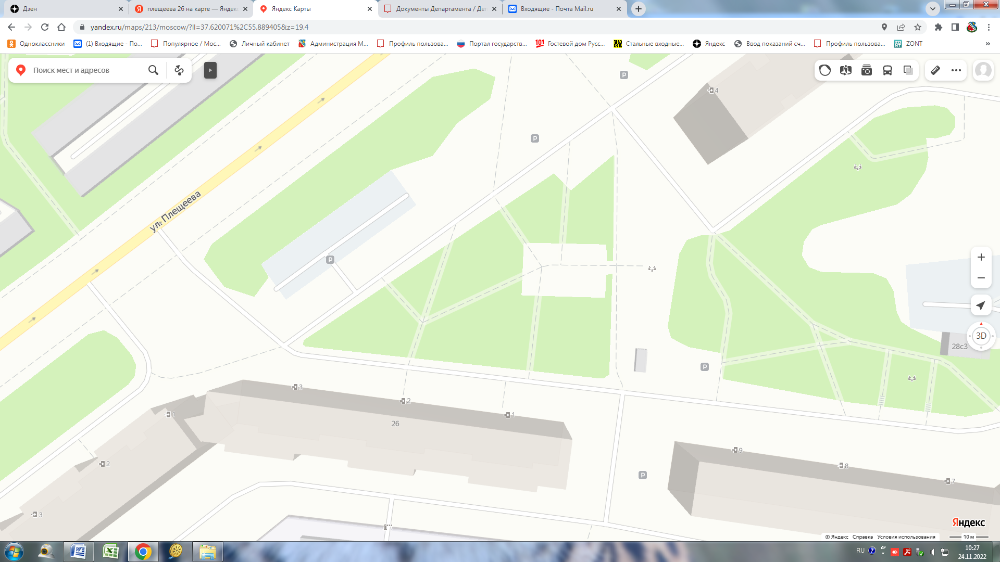 Дзен
плещеева 26 на карте — Яндекс
Яндекс Карты
Документы Департамента / Деп
Входящие - Почта Mail.ru
yandex.ru/maps/213/moscow/?ll=37.620071%2C55.889405&z=19.4
Одноклассники
(1) Входящие - По...
Популярное / Мос...
Личный кабинет
Администрация М...
Профиль пользова...
Портал государств...
101
Гостевой дом Русс...
Стальные входные...
Яндекс
Ввод показаний сч...
Профиль пользова...
ZONT
Поиск мест и адресов
P
4
P
ул. Плещеева
P
3D
28с3
P
3
2
1
1
26
9
2
8
P
7
3
Яндекс
© Яндекс Справка Условия использования
10 м
RU
10:27
24.11.2022